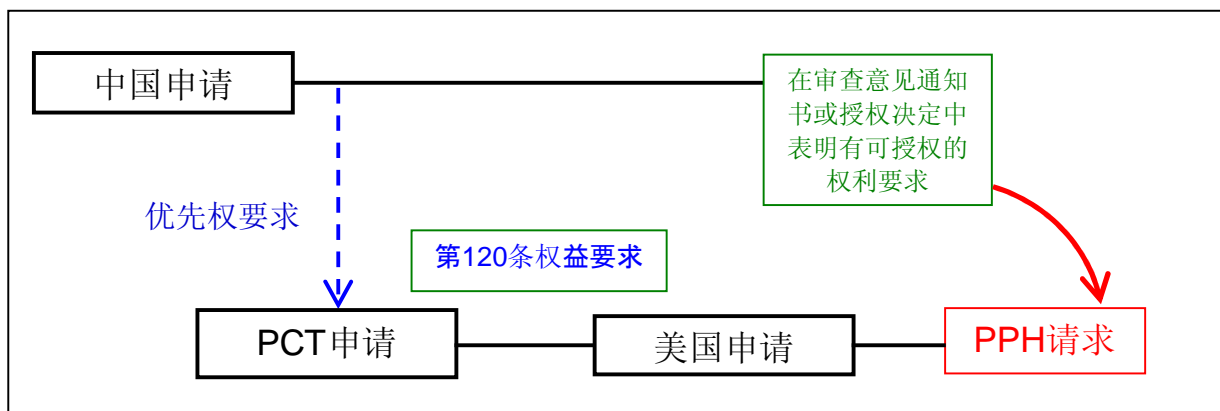 中国申请
在审查意见通知
书或授权决定中
表明有可授权的
权利要求
优先权要求
第120条权益要求
PCT申请
美国申请
PPH请求